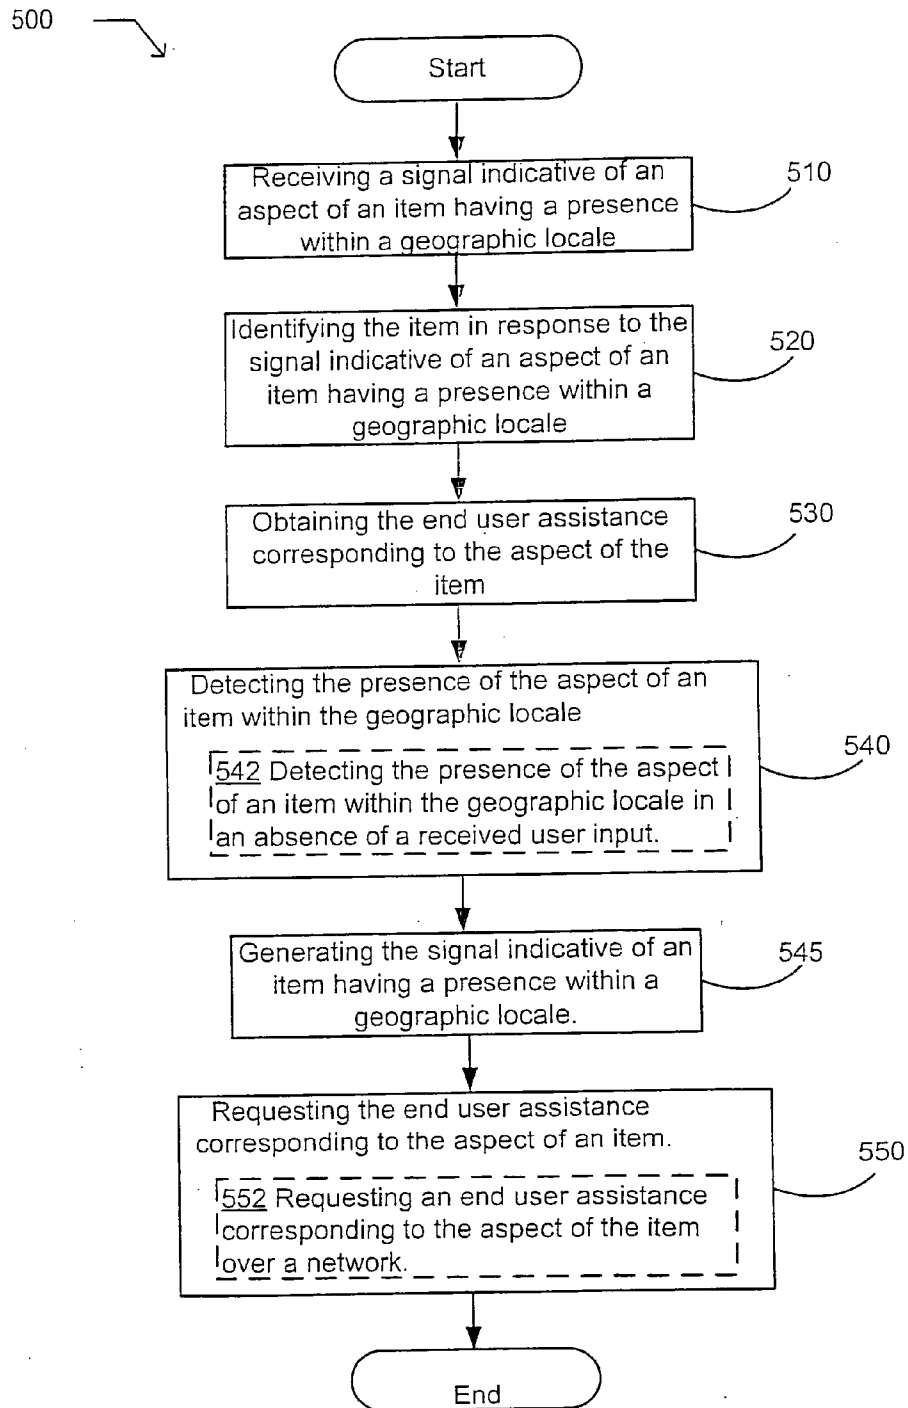 500
Start
Receiving a signal indicative of an
aspect of an item having a presence
within a geographic locale
510
Identifying the item in response to the
signal indicative of an aspect of an
item having a presence within a
geographic locale
520
Obtaining the end user assistance
corresponding to the aspect of the
item
530
Detecting the presence of the aspect of an
item within the geographic locale
542 Detecting the presence of the aspect
of an item within the geographic locale in
an absence of a received user input.
540
Generating the signal indicative of an
item having a presence within a
geographic locale.
545
Requesting the end user assistance
corresponding to the aspect of an item.
552 Requesting an end user assistance
corresponding to the aspect of the item
over a network.
550
End